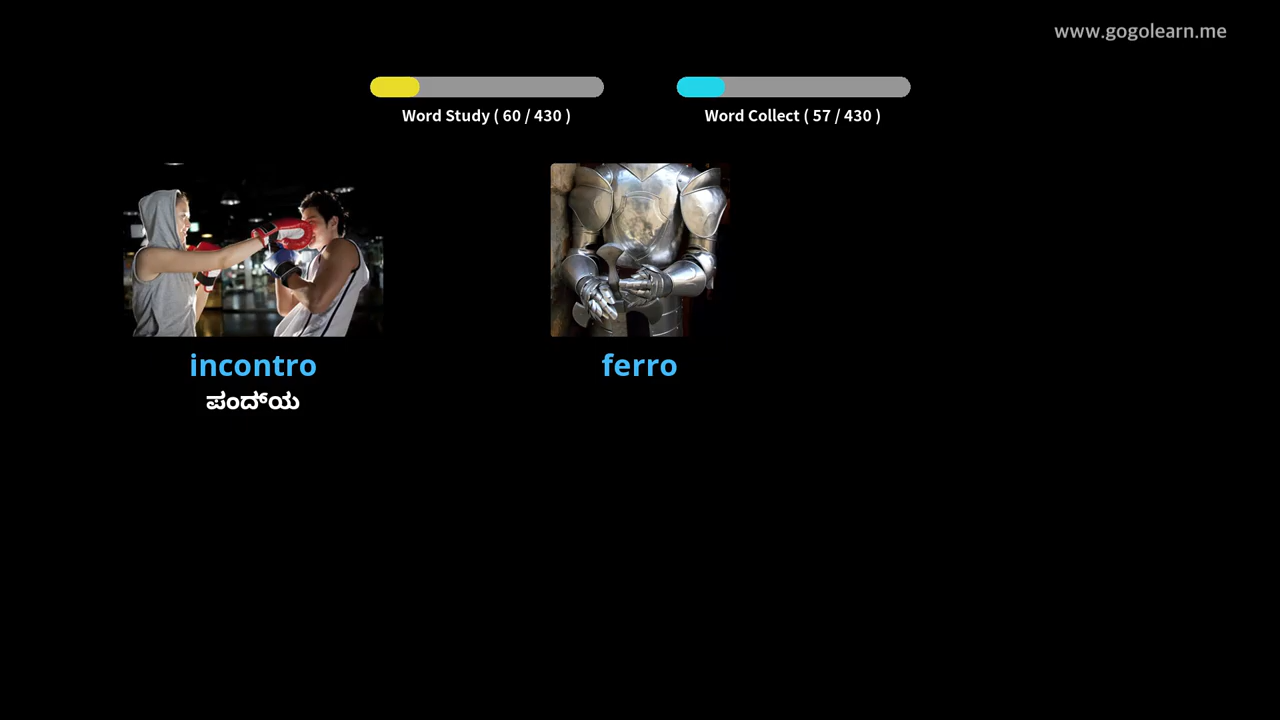 www.gogolearn.me
Word Study ( 60 / 430 )
Word Collect ( 57 / 430 )
incontro
ಪಂದ್ಯ
ferro